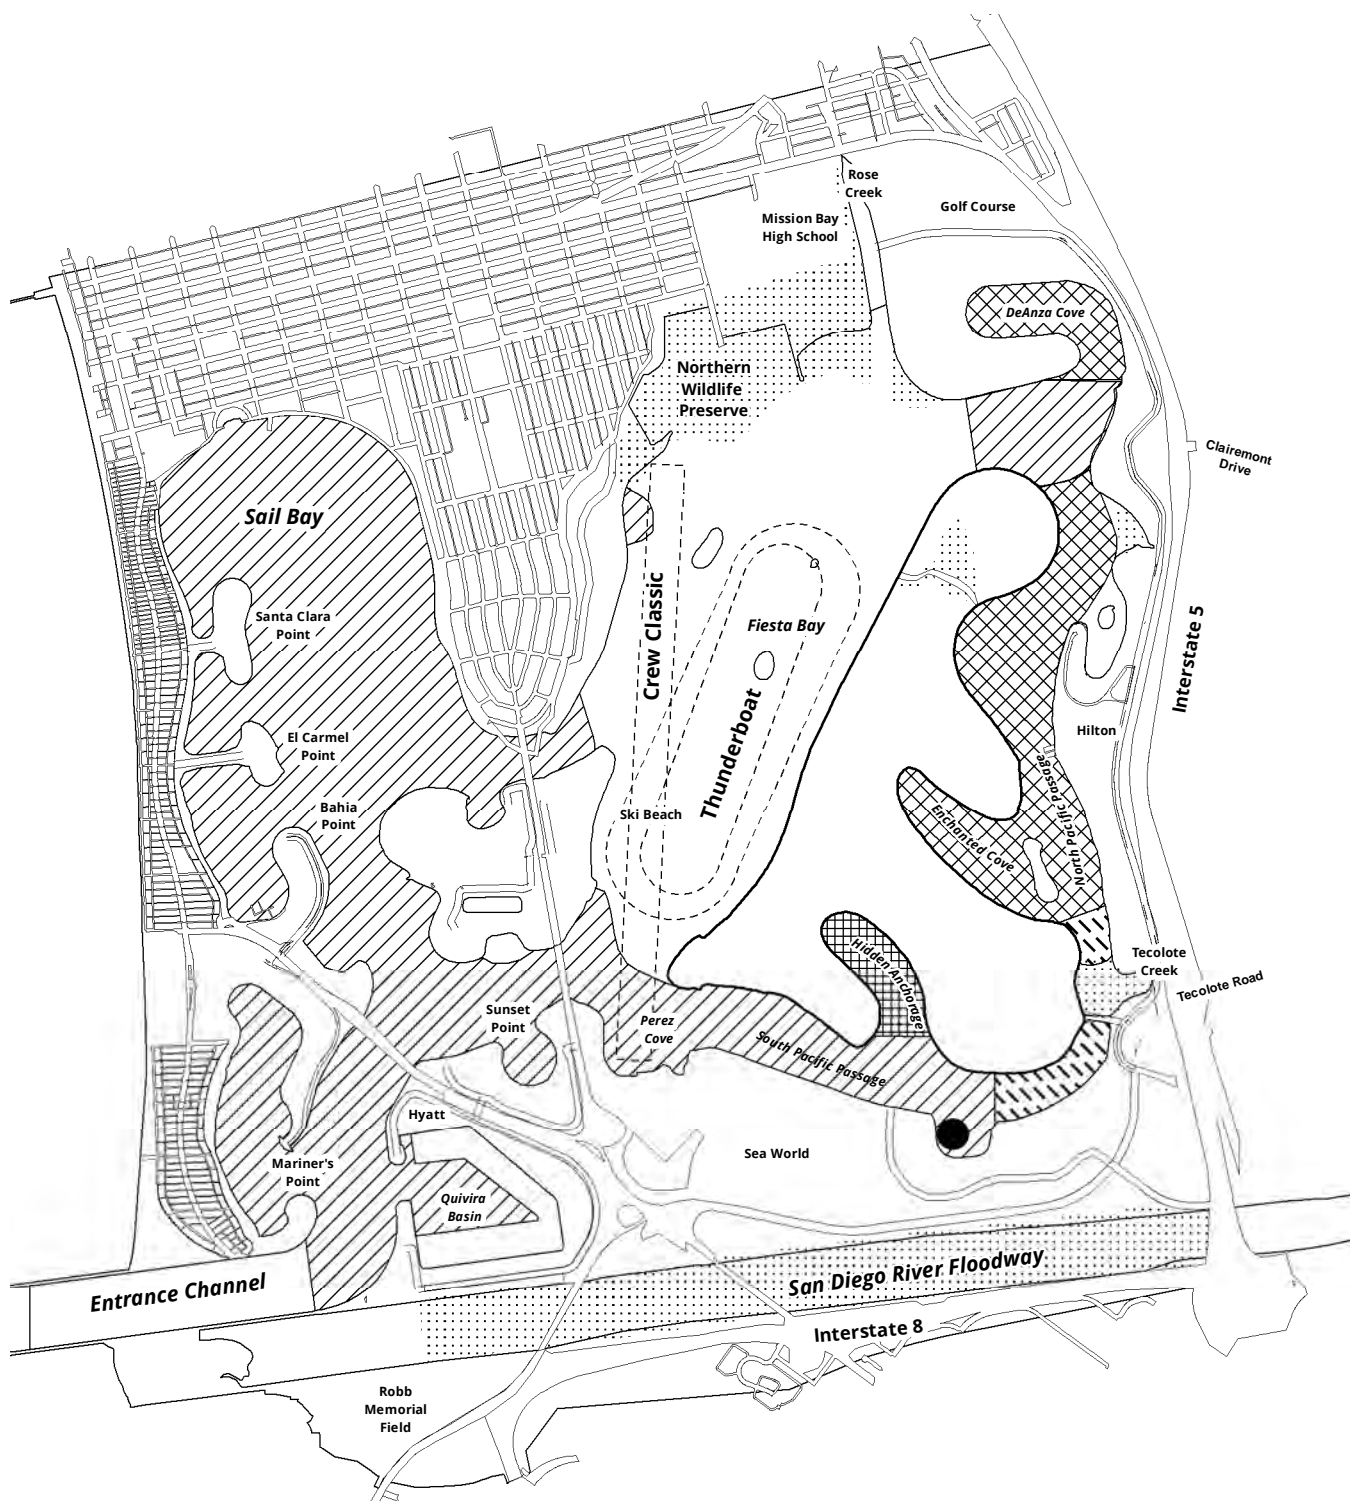 Rose
Creek
Golf Course
Mission Bay
High School
DeAnza Cove
Northern
Wildlife
Preserve
Clairemont
Drive
Sail Bay
Crew Classic
Fiesta Bay
Santa Clara
Point
Interstate 5
El Carmel
Point
Thunderboat
Hilton
North Pacific Passage
Bahia
Point
Ski Beach
Enchanted Cove
Hidden Anchorage
Tecolote
Creek
Tecolote Road
Sunset
Point
Perez
Cove
South Pacific Passage
Hyatt
Sea World
Mariner's
Point
Quivira
Basin
San Diego River Floodway
Entrance Channel
Interstate 8
Robb
Memorial
Field